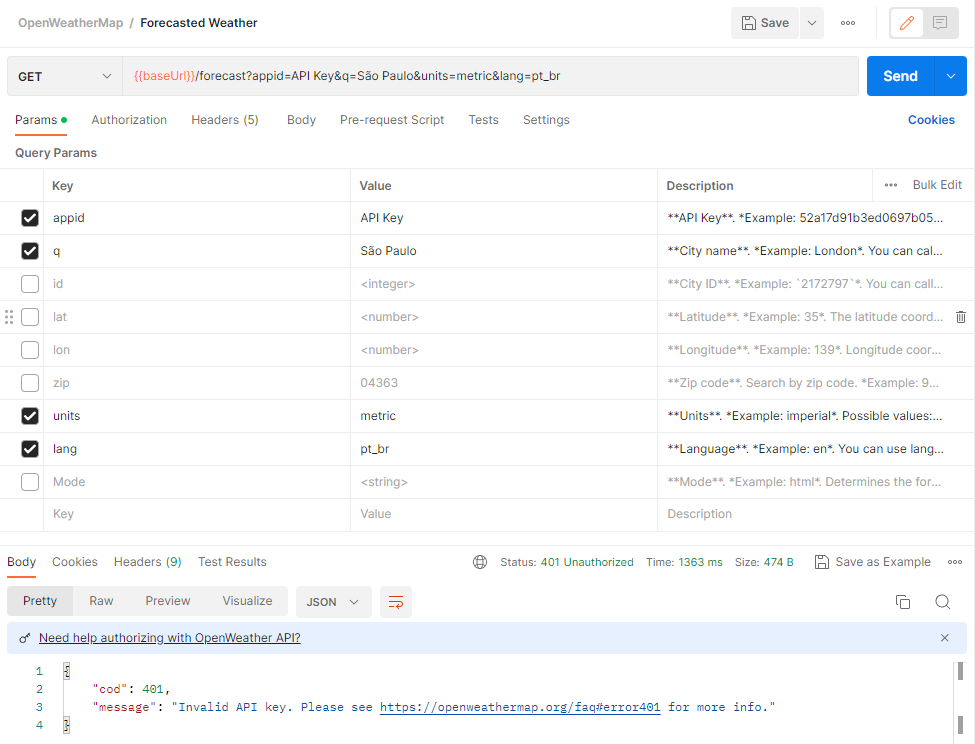 OpenWeatherMap / Forecasted Weather
Save
GET
{{baseUrl}}/forecast?appid=API Key&q=São Paulo&units=metric&lang=pt_br
Send
Params Authorization Headers (5) Body Pre-request Script Tests Settings Cookies
Query Params
Key Value Description Bulk Edit
appid API Key **API Key**. *Example: 52a17d91b3ed0697b05...
q São Paulo **City name**. *Example: London*. You can cal...
id <integer> **City ID**. *Example: `2172797`*. You can call...
lat <number> **Latitude**. *Example: 35*. The latitude coord...
lon <number> **Longitude**. *Example: 139*. Longitude coor...
zip 04363 **Zip code**. Search by zip code. *Example: 9...
units metric **Units**. *Example: imperial*. Possible values:...
lang pt_br **Language**. *Example: en*. You can use lang...
Mode <string> **Mode**. *Example: html*. Determines the for...
Key Value Description
Body Cookies Headers (9) Test Results Status: 401 Unauthorized Time: 1363 ms Size: 474 B Save as Example
Pretty Raw Preview Visualize JSON
Need help authorizing with OpenWeather API?
1 {
2 "cod": 401,
3 "message": "Invalid API key. Please see https://openweathermap.org/faq#error401 for more info."
4 }